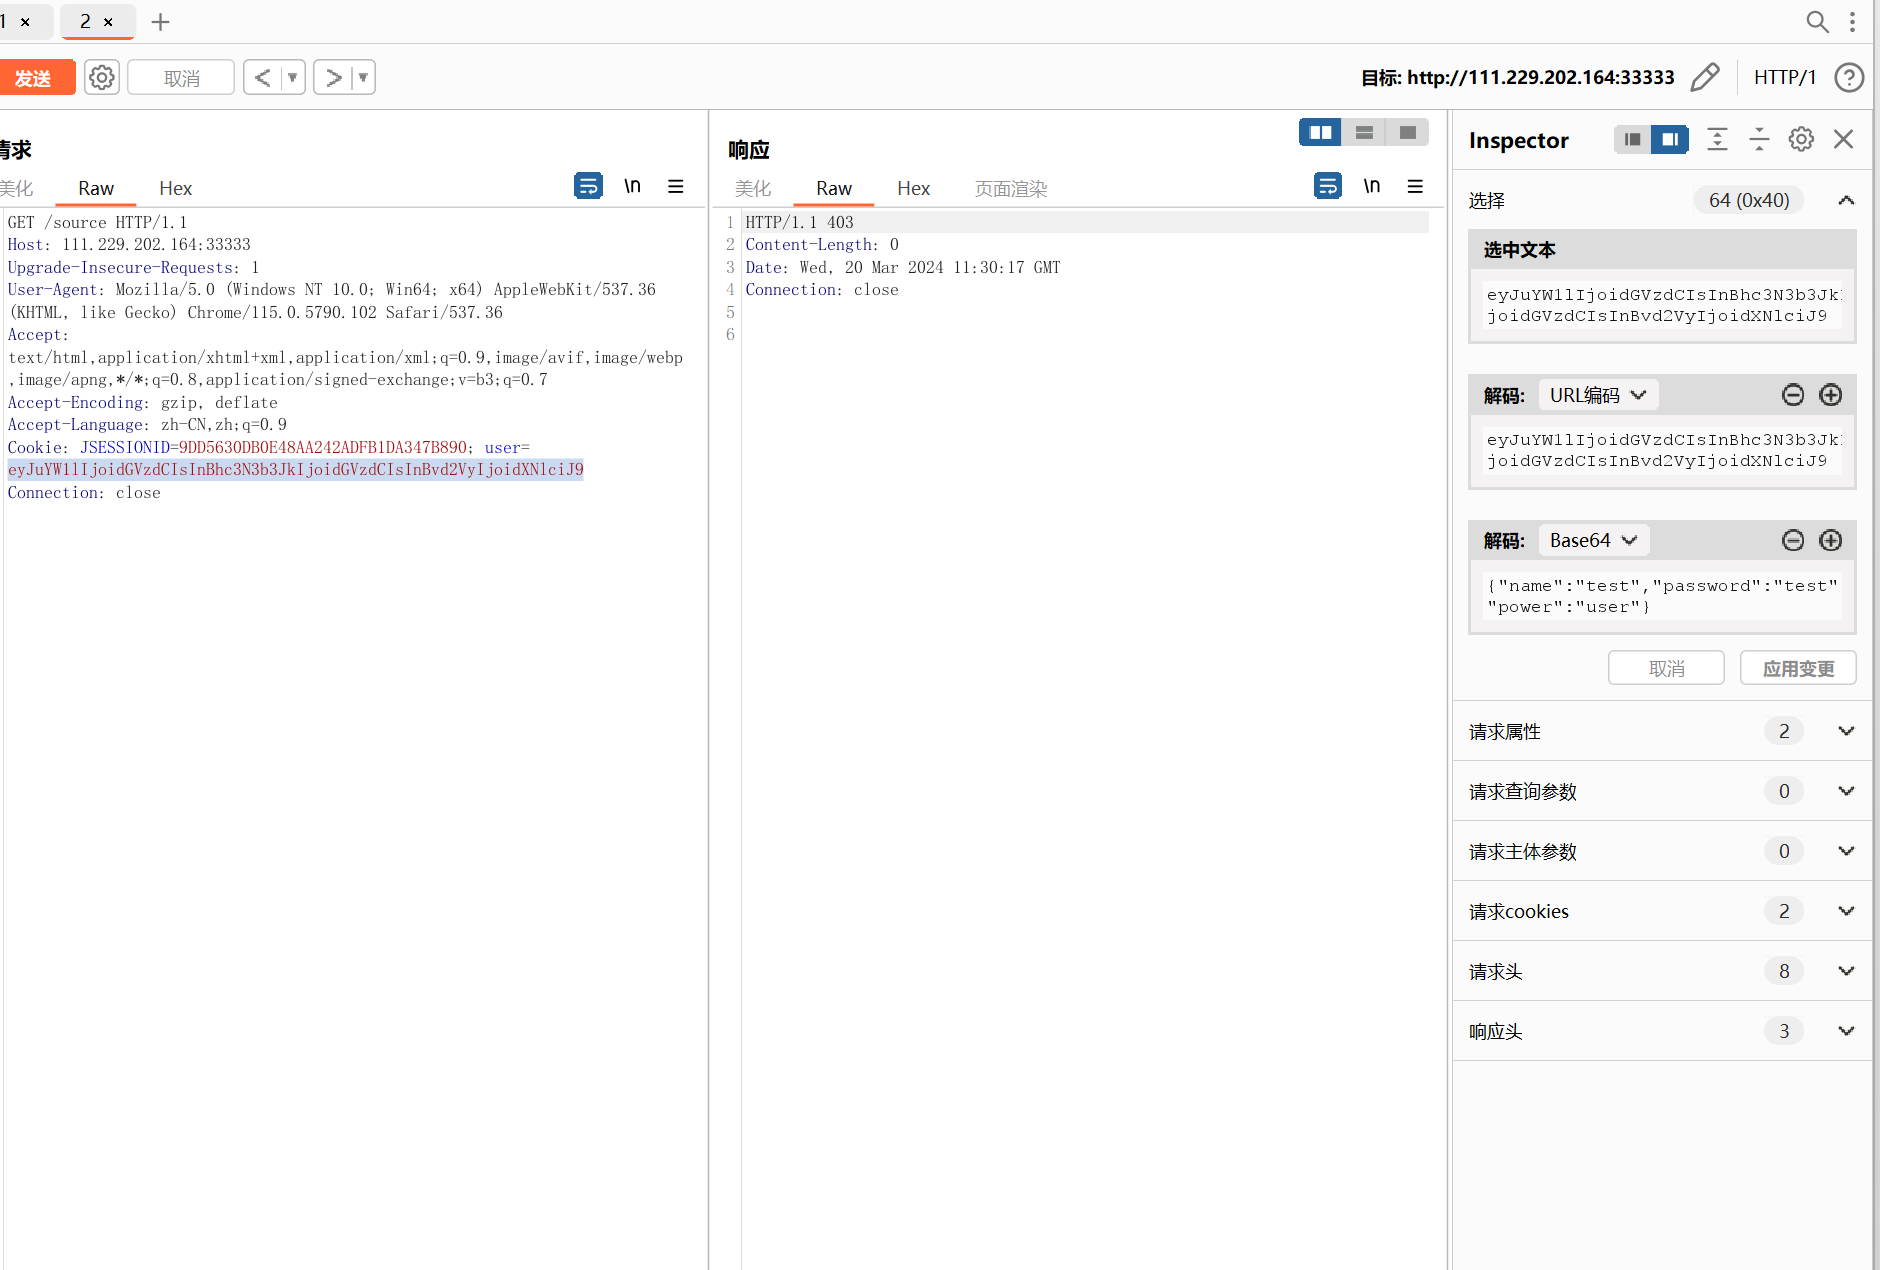 1 ×
2 ×
发送
取消
目标: http://111.229.202.164:33333
HTTP/1
请求
美化
Raw
Hex
\n
GET /source HTTP/1.1
Host: 111.229.202.164:33333
Upgrade-Insecure-Requests: 1
User-Agent: Mozilla/5.0 (Windows NT 10.0; Win64; x64) AppleWebKit/537.36
(KHTML, like Gecko) Chrome/115.0.5790.102 Safari/537.36
Accept:
text/html,application/xhtml+xml,application/xml;q=0.9,image/avif,image/webp
,image/apng,*/*;q=0.8,application/signed-exchange;v=b3;q=0.7
Accept-Encoding: gzip, deflate
Accept-Language: zh-CN,zh;q=0.9
Cookie: JSESSIONID=9DD5630DB0E48AA242ADFB1DA347B890; user=
eyJuYW1lIjoidGVzdCIsInBhc3N3b3JkIjoidGVzdCIsInBvd2VyIjoidXNlciJ9
Connection: close
响应
美化
Raw
Hex
页面渲染
\n
1 HTTP/1.1 403
2 Content-Length: 0
3 Date: Wed, 20 Mar 2024 11:30:17 GMT
4 Connection: close
5
6
Inspector
选择
64 (0x40)
选中文本
eyJuYW1lIjoidGVzdCIsInBhc3N3b3Jk
joidGVzdCIsInBvd2VyIjoidXNlciJ9
解码:
URL编码
eyJuYW1lIjoidGVzdCIsInBhc3N3b3Jk
joidGVzdCIsInBvd2VyIjoidXNlciJ9
解码:
Base64
{"name":"test","password":"test"
"power":"user"}
取消
应用变更
请求属性 2
请求查询参数 0
请求主体参数 0
请求cookies 2
请求头 8
响应头 3